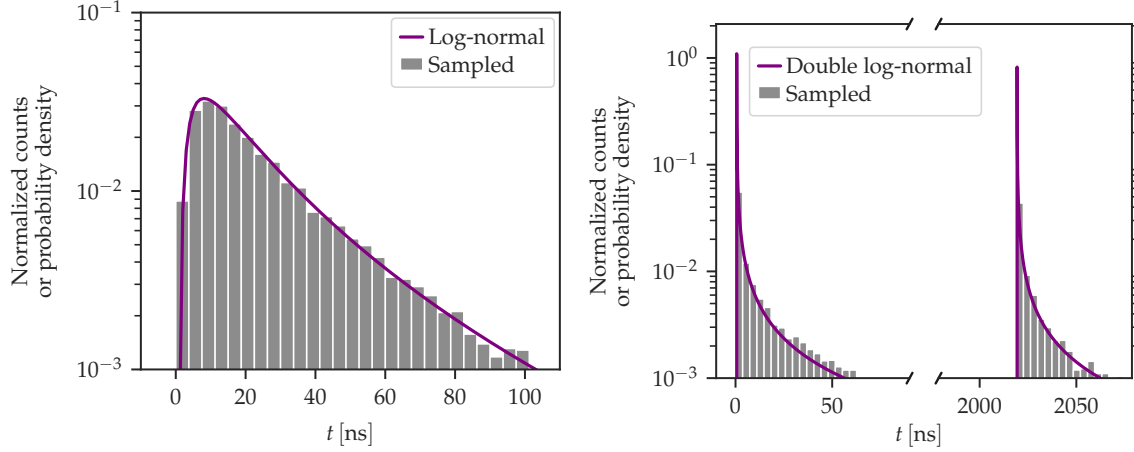 10⁻¹
10⁻²
10⁻³
Normalized counts
or probability density
Log-normal
Sampled
0 20 40 60 80 100
t [ns]
10⁰
10⁻¹
10⁻²
10⁻³
Normalized counts
or probability density
Double log-normal
Sampled
0 50 2000 2050
t [ns]